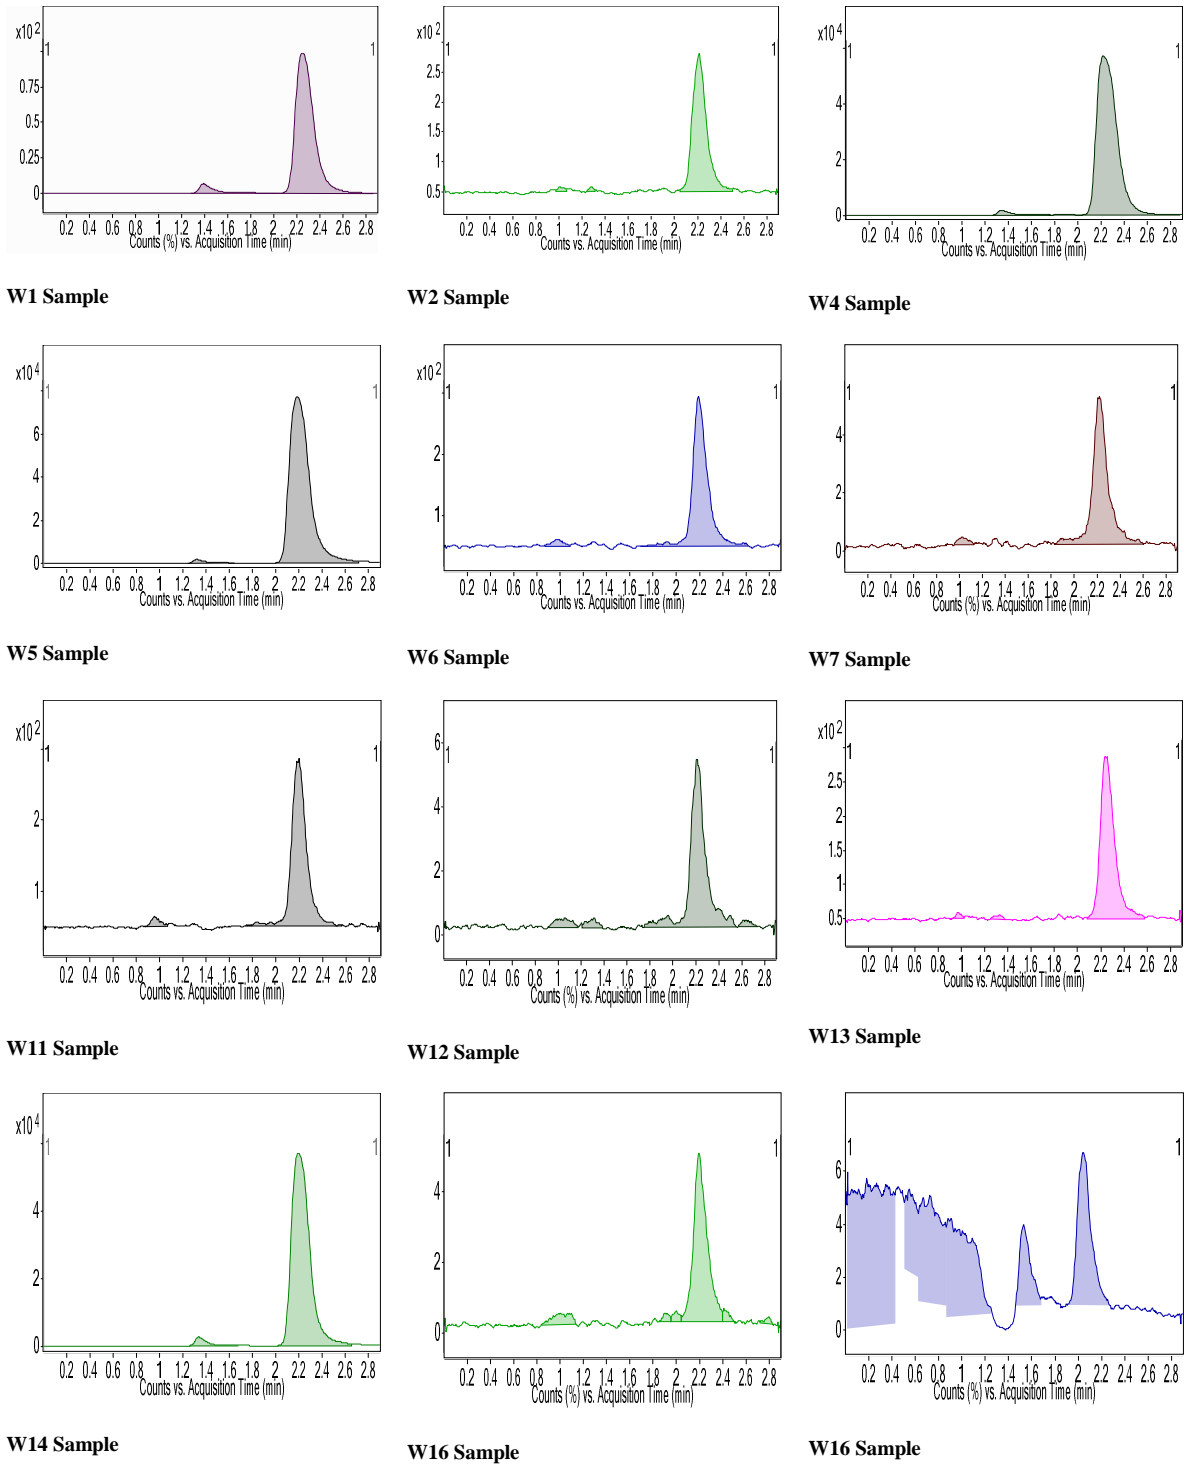 x10 2
1 1
0.75
0.5
0.25
0
0.2 0.4 0.6 0.8 1 1.2 1.4 1.6 1.8 2 2.2 2.4 2.6 2.8
Counts (%) vs. Acquisition Time (min)
W1 Sample
x10 2
1 1
2.5
2
1.5
1
0.5
0.2 0.4 0.6 0.8 1 1.2 1.4 1.6 1.8 2 2.2 2.4 2.6 2.8
Counts vs. Acquisition Time (min)
W2 Sample
x10 4
1 1
4
2
0
0.2 0.4 0.6 0.8 1 1.2 1.4 1.6 1.8 2 2.2 2.4 2.6 2.8
Counts vs. Acquisition Time (min)
W4 Sample
x10 4
1 1
6
4
2
0
0.2 0.4 0.6 0.8 1 1.2 1.4 1.6 1.8 2 2.2 2.4 2.6 2.8
Counts vs. Acquisition Time (min)
W5 Sample
x10 2
1 1
2
1
0.2 0.4 0.6 0.8 1 1.2 1.4 1.6 1.8 2 2.2 2.4 2.6 2.8
Counts vs. Acquisition Time (min)
W6 Sample
1 1
4
2
0
0.2 0.4 0.6 0.8 1 1.2 1.4 1.6 1.8 2 2.2 2.4 2.6 2.8
Counts (%) vs. Acquisition Time (min)
W7 Sample
x10 2
1 1
2
1
0.2 0.4 0.6 0.8 1 1.2 1.4 1.6 1.8 2 2.2 2.4 2.6 2.8
Counts vs. Acquisition Time (min)
W11 Sample
6
1 1
4
2
0
0.2 0.4 0.6 0.8 1 1.2 1.4 1.6 1.8 2 2.2 2.4 2.6 2.8
Counts (%) vs. Acquisition Time (min)
W12 Sample
x10 2
1 1
2.5
2
1.5
1
0.5
0.2 0.4 0.6 0.8 1 1.2 1.4 1.6 1.8 2 2.2 2.4 2.6 2.8
Counts vs. Acquisition Time (min)
W13 Sample
x10 4
1 1
4
2
0
0.2 0.4 0.6 0.8 1 1.2 1.4 1.6 1.8 2 2.2 2.4 2.6 2.8
Counts vs. Acquisition Time (min)
W14 Sample
1 1
4
2
0
0.2 0.4 0.6 0.8 1 1.2 1.4 1.6 1.8 2 2.2 2.4 2.6 2.8
Counts (%) vs. Acquisition Time (min)
W16 Sample
1 1
6
4
2
0
0.2 0.4 0.6 0.8 1 1.2 1.4 1.6 1.8 2 2.2 2.4 2.6 2.8
Counts (%) vs. Acquisition Time (min)
W16 Sample